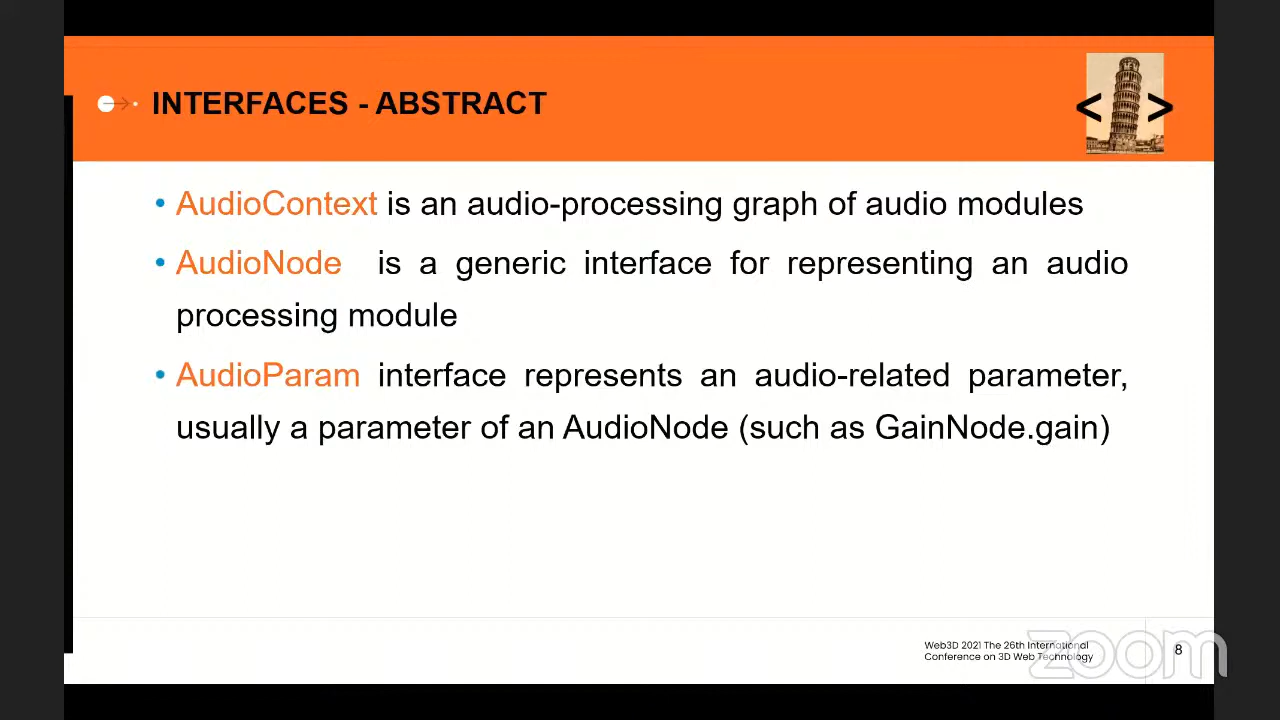 INTERFACES - ABSTRACT
< >
• AudioContext is an audio-processing graph of audio modules
• AudioNode is a generic interface for representing an audio
processing module
• AudioParam interface represents an audio-related parameter,
usually a parameter of an AudioNode (such as GainNode.gain)
Web3D 2021 The 26th International
Conference on 3D Web Technology
8
zoom